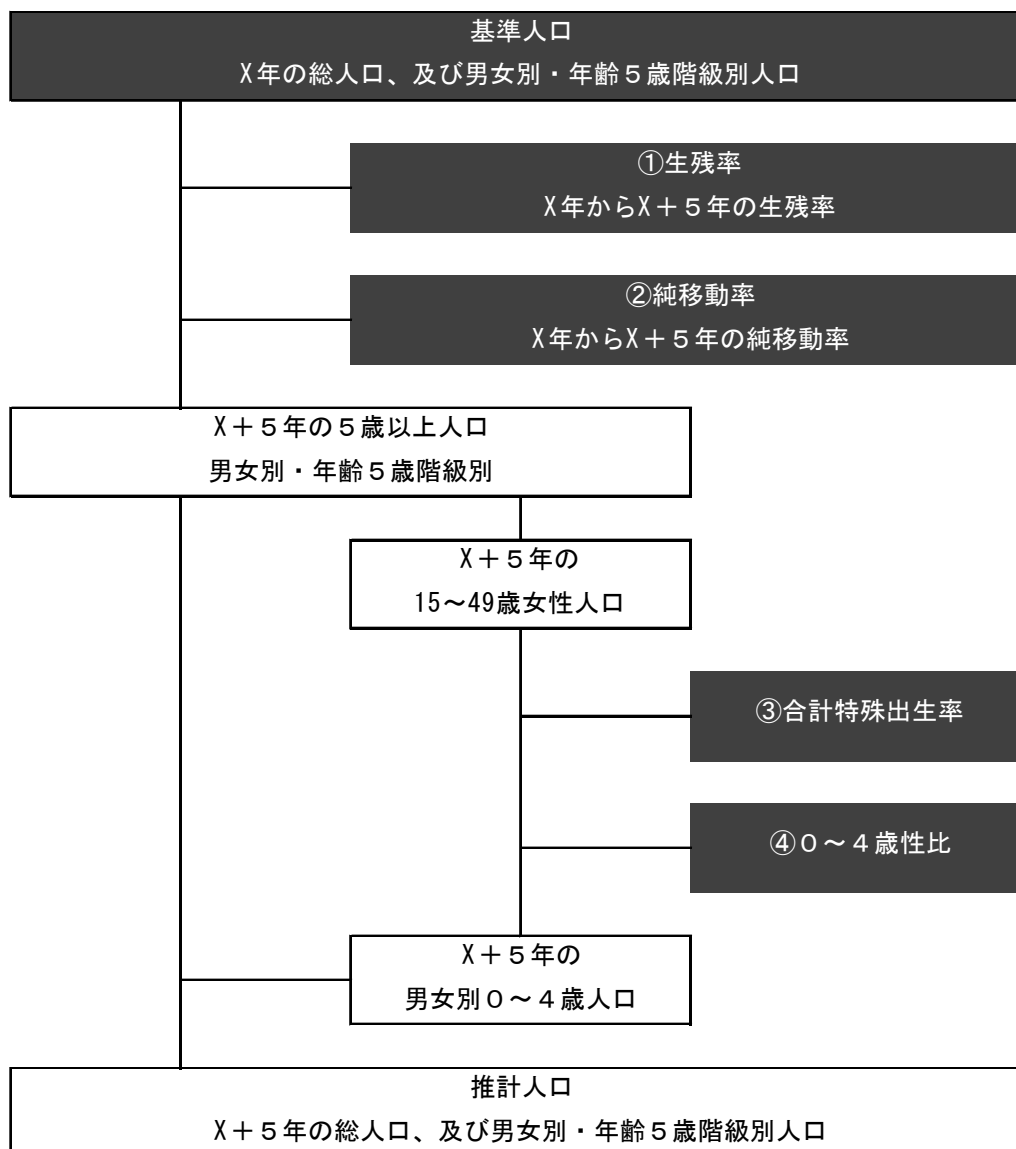 基準人口
X年の総人口、及び男女別・年齢５歳階級別人口
①生残率
X年からX＋５年の生残率
②純移動率
X年からX＋５年の純移動率
X＋５年の５歳以上人口
男女別・年齢５歳階級別
X＋５年の
15～49歳女性人口
③合計特殊出生率
④０～４歳性比
X＋５年の
男女別０～４歳人口
推計人口
X＋５年の総人口、及び男女別・年齢５歳階級別人口